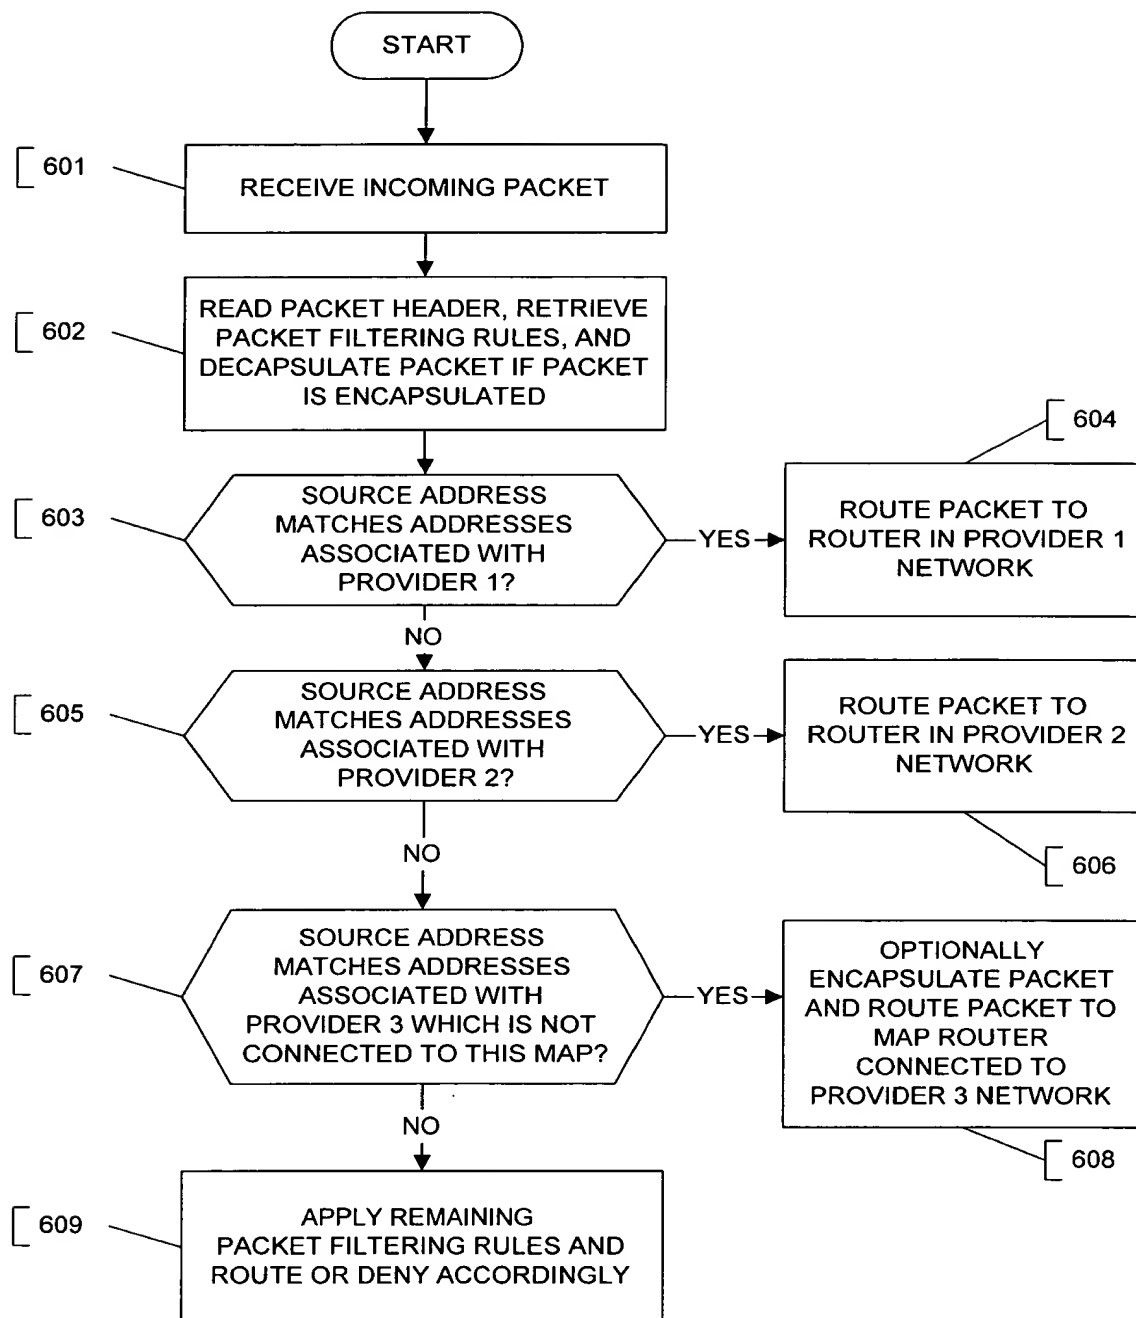 START
601
RECEIVE INCOMING PACKET
602
READ PACKET HEADER, RETRIEVE
PACKET FILTERING RULES, AND
DECAPSULATE PACKET IF PACKET
IS ENCAPSULATED
603
SOURCE ADDRESS
MATCHES ADDRESSES
ASSOCIATED WITH
PROVIDER 1?
YES
604
ROUTE PACKET TO
ROUTER IN PROVIDER 1
NETWORK
NO
605
SOURCE ADDRESS
MATCHES ADDRESSES
ASSOCIATED WITH
PROVIDER 2?
YES
ROUTE PACKET TO
ROUTER IN PROVIDER 2
NETWORK
606
NO
607
SOURCE ADDRESS
MATCHES ADDRESSES
ASSOCIATED WITH
PROVIDER 3 WHICH IS NOT
CONNECTED TO THIS MAP?
YES
OPTIONALLY
ENCAPSULATE PACKET
AND ROUTE PACKET TO
MAP ROUTER
CONNECTED TO
PROVIDER 3 NETWORK
608
NO
609
APPLY REMAINING
PACKET FILTERING RULES AND
ROUTE OR DENY ACCORDINGLY